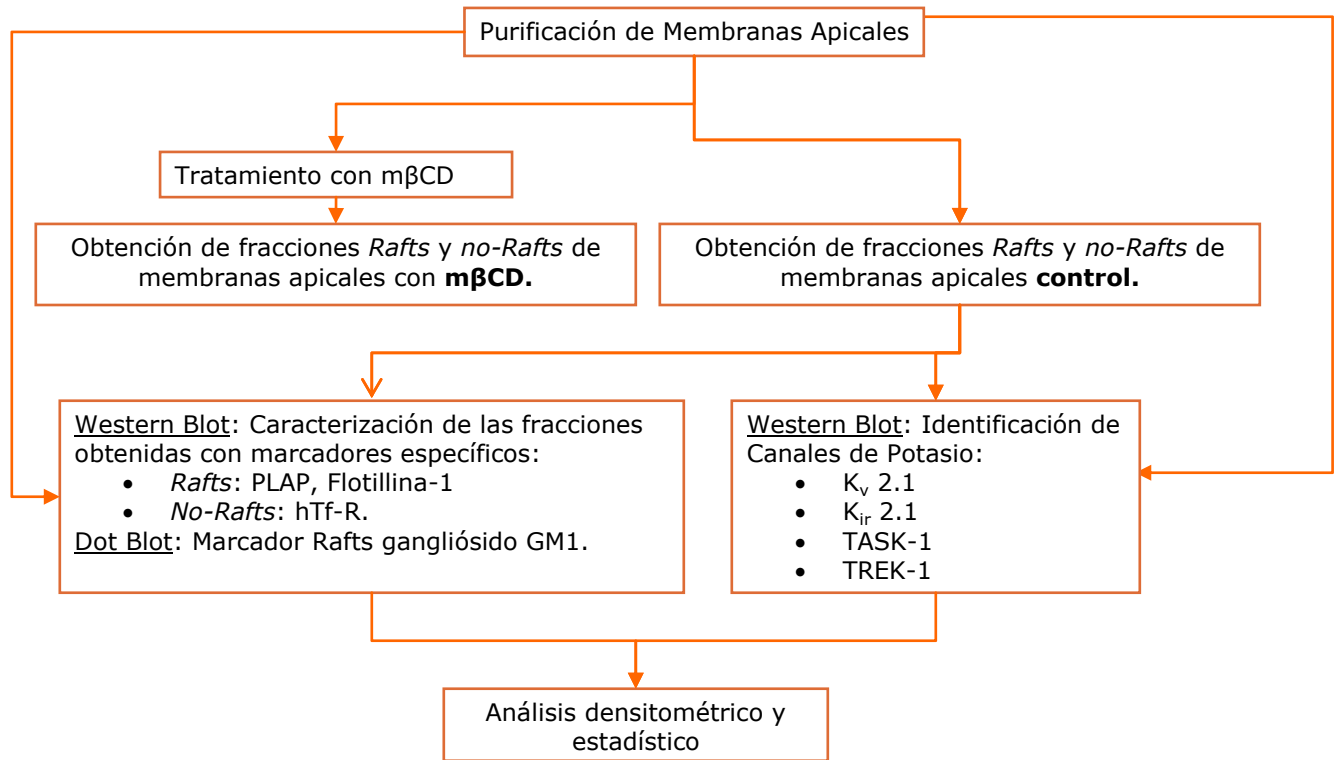 Purificación de Membranas Apicales
Tratamiento con mβCD
Obtención de fracciones Rafts y no-Rafts de
membranas apicales con mβCD.
Obtención de fracciones Rafts y no-Rafts de
membranas apicales control.
Western Blot: Caracterización de las fracciones
obtenidas con marcadores específicos:
• Rafts: PLAP, Flotillina-1
• No-Rafts: hTf-R.
Dot Blot: Marcador Rafts gangliósido GM1.
Western Blot: Identificación de
Canales de Potasio:
• Kv 2.1
• Kir 2.1
• TASK-1
• TREK-1
Análisis densitométrico y
estadístico